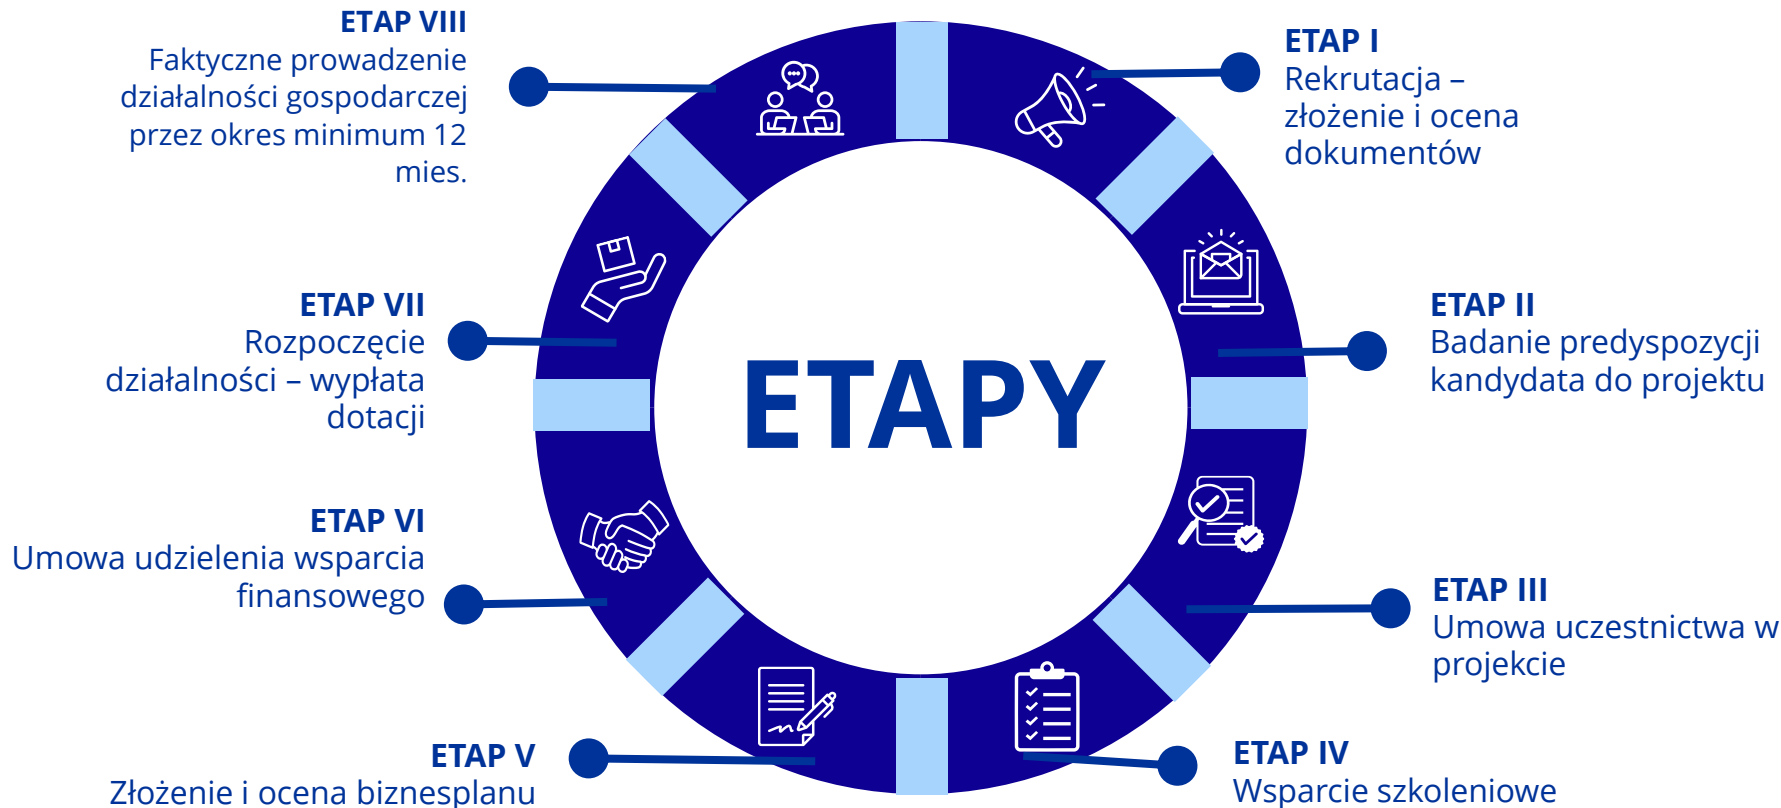 ETAPY
ETAP I
Rekrutacja –
złożenie i ocena
dokumentów
ETAP II
Badanie predyspozycji
kandydata do projektu
ETAP III
Umowa uczestnictwa w
projekcie
ETAP IV
Wsparcie szkoleniowe
ETAP V
Złożenie i ocena biznesplanu
ETAP VI
Umowa udzielenia wsparcia
finansowego
ETAP VII
Rozpoczęcie
działalności – wypłata
dotacji
ETAP VIII
Faktyczne prowadzenie
działalności gospodarczej
przez okres minimum 12
mies.